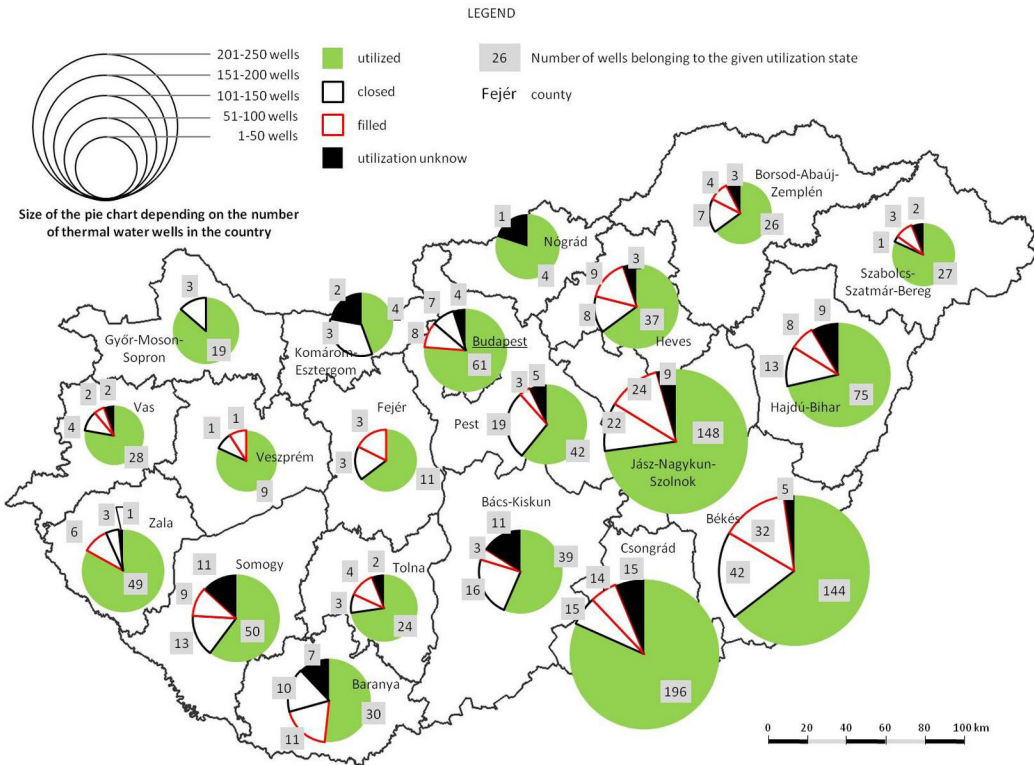 LEGEND
201-250 wells
151-200 wells
101-150 wells
51-100 wells
1-50 wells
Size of the pie chart depending on the number
of thermal water wells in the country
utilized
closed
filled
utilization unknow
26 Number of wells belonging to the given utilization state
Fejér county
Borsod-Abaúj-
Zemplén
3
4
7
26
Szabolcs-
Szatmár-Bereg
2
3
1
27
Nógrád
1
4
Heves
3
9
8
37
Győr-Moson-
Sopron
3
19
Komárom-
Esztergom
2
4
3
Budapest
4
7
8
61
Hajdú-Bihar
9
8
13
75
Vas
2
2
4
28
Veszprém
1
1
9
Fejér
3
3
11
Pest
5
3
19
42
Jász-Nagykun-
Szolnok
9
24
22
148
Zala
1
3
6
49
Somogy
11
9
13
50
Tolna
2
4
3
24
Bács-Kiskun
11
3
16
39
Csongrád
15
14
15
196
Békés
5
32
42
144
Baranya
7
10
11
30
0 20 40 60 80 100 km